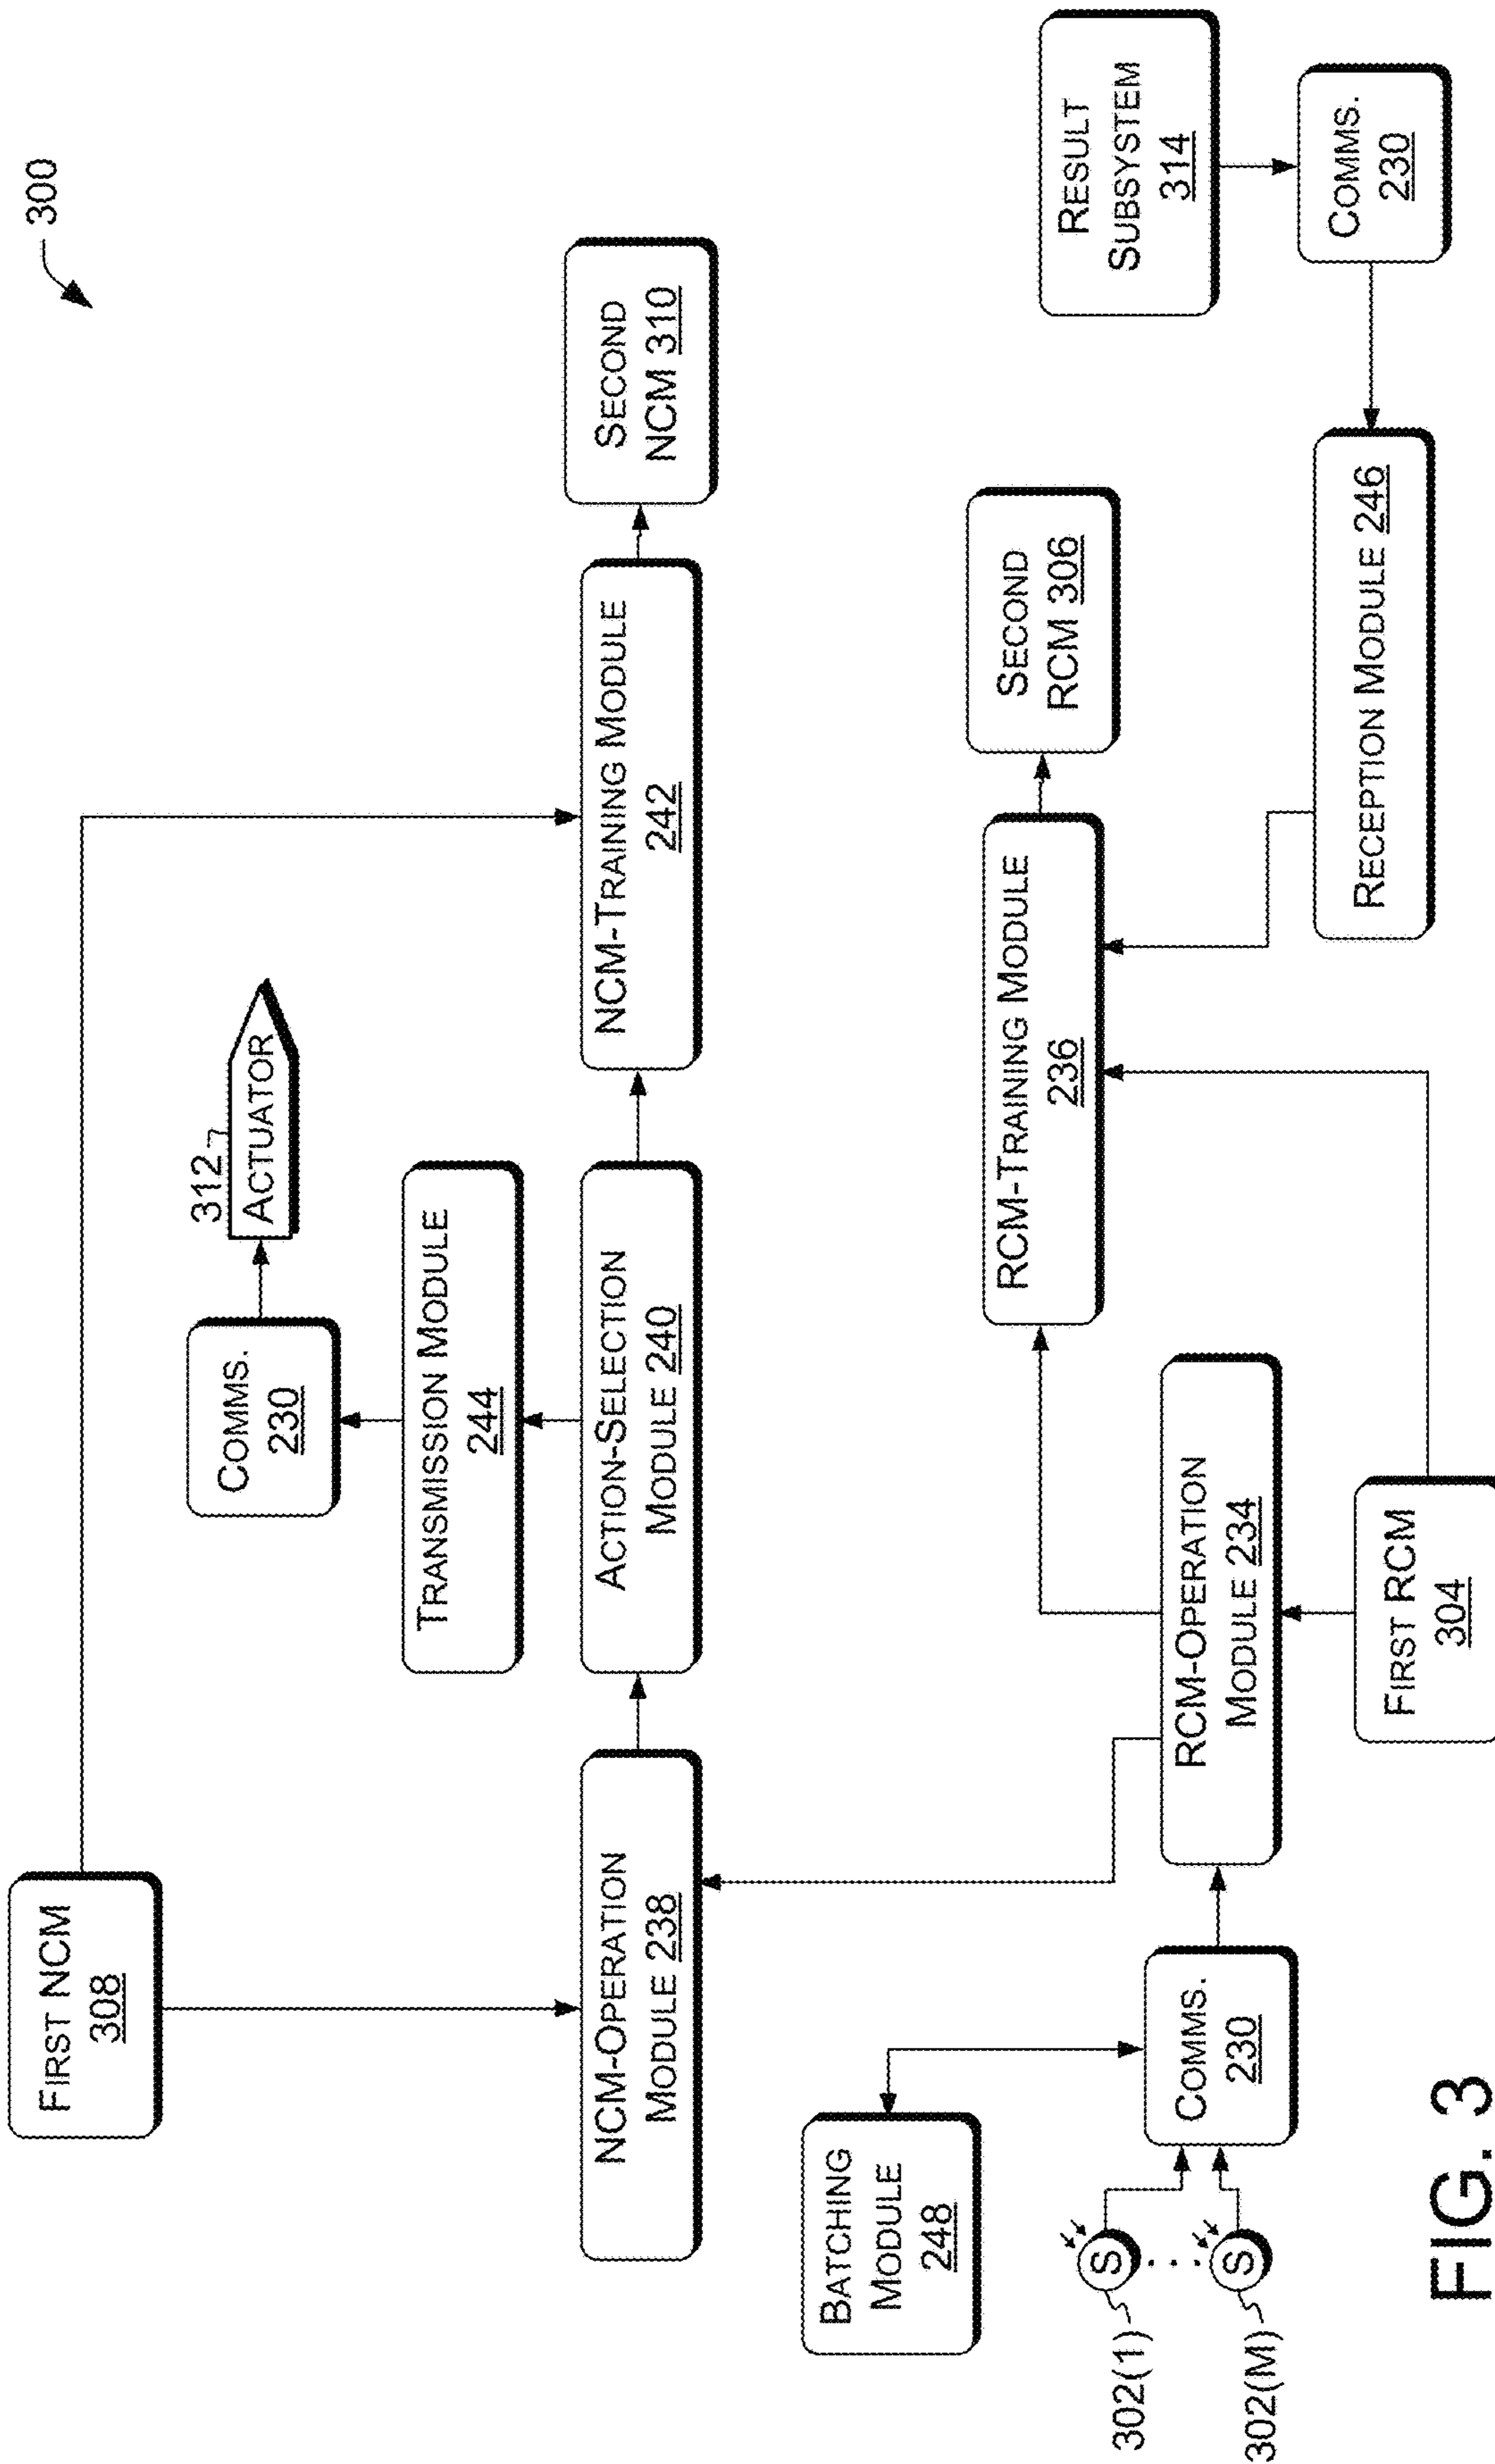 300
FIRST NCM
308
COMMS.
230
312
ACTUATOR
TRANSMISSION MODULE
244
NCM-OPERATION
MODULE 238
ACTION-SELECTION
MODULE 240
NCM-TRAINING MODULE
242
SECOND
NCM 310
BATCHING
MODULE
248
302(1)
S
. . .
302(M)
S
COMMS.
230
RCM-OPERATION
MODULE 234
FIRST RCM
304
RCM-TRAINING MODULE
236
SECOND
RCM 306
RECEPTION MODULE 246
RESULT
SUBSYSTEM
314
COMMS.
230
FIG. 3